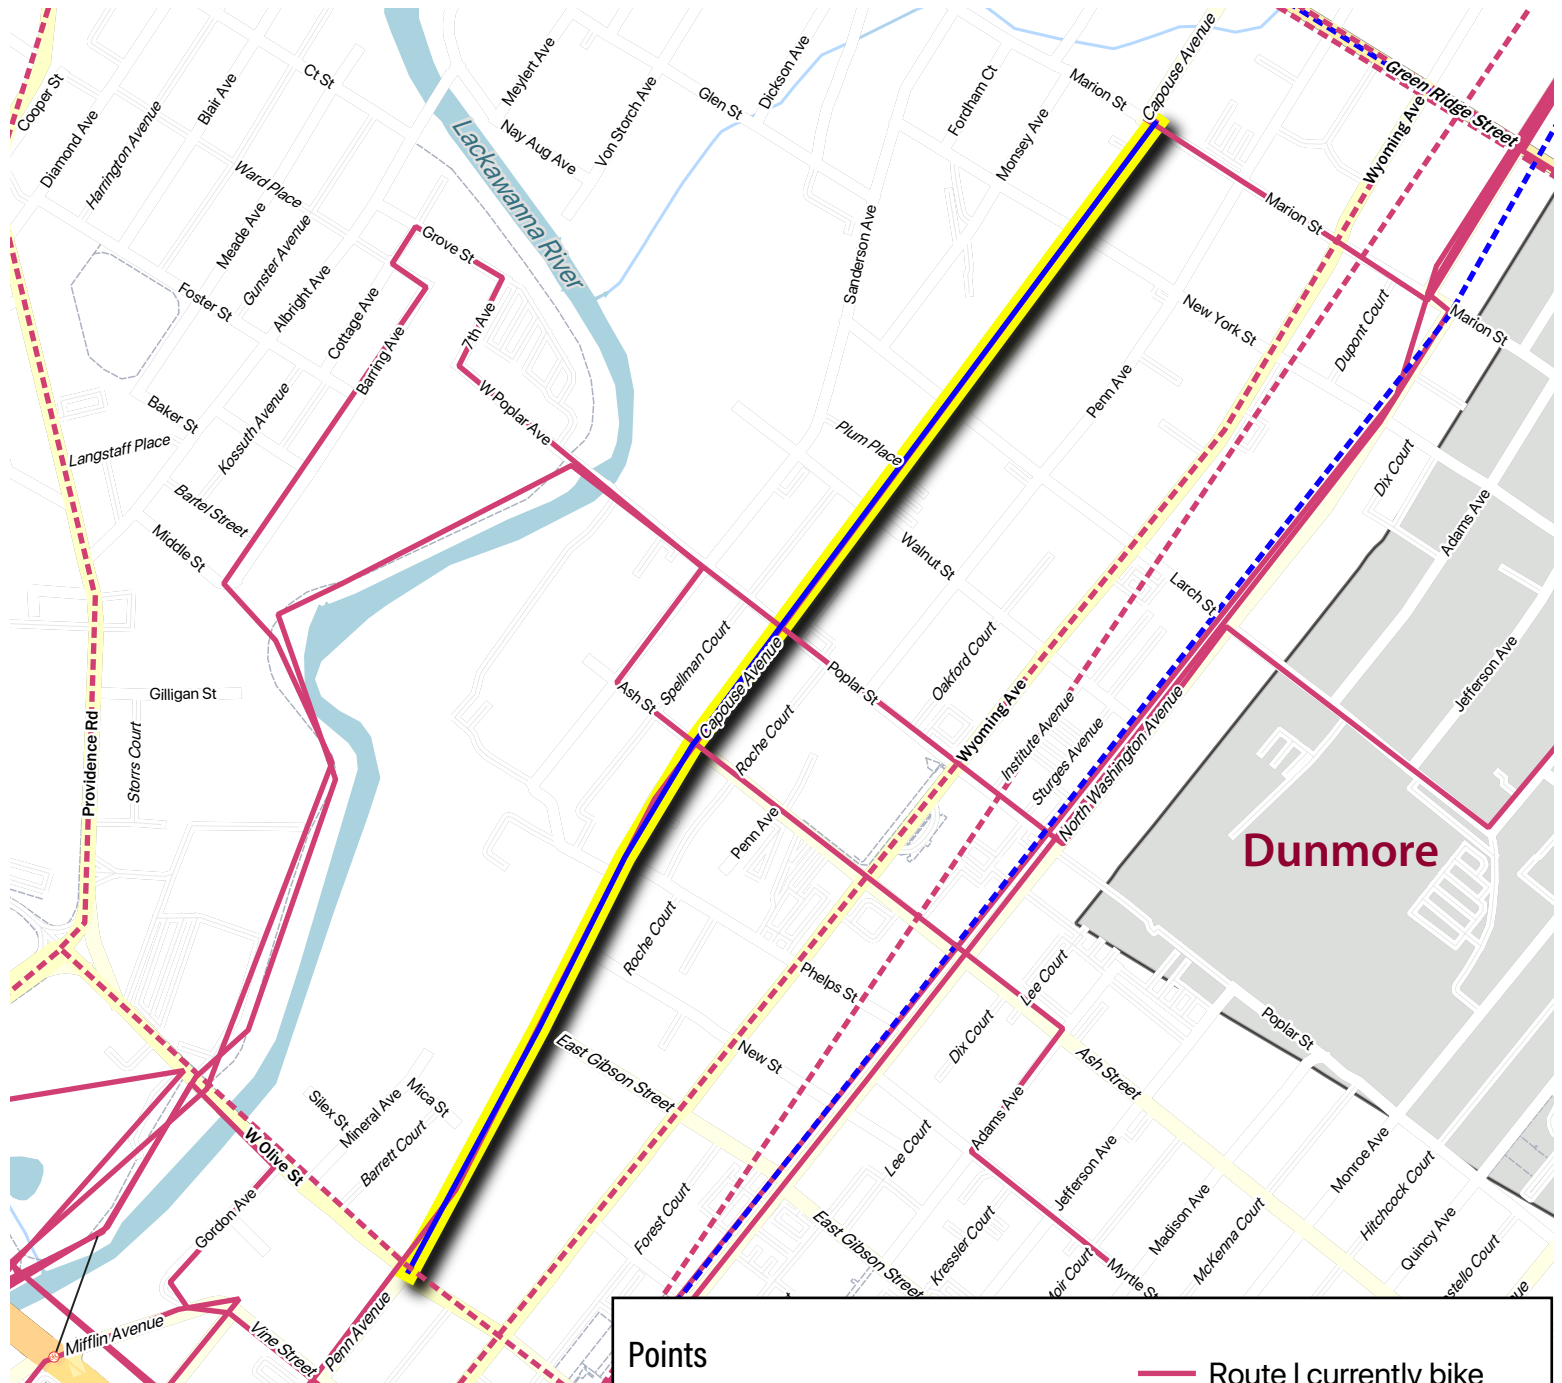 Cooper St
Diamond Ave
Harrington Avenue
Blair Ave
Ct St
Meylert Ave
Nay Aug Ave
Von Storch Ave
Glen St
Dickson Ave
Fordham Ct
Monsey Ave
Marion St
Capouse Avenue
Green Ridge Street
Wyoming Ave
Lackawanna River
Ward Place
Meade Ave
Gunster Avenue
Albright Ave
Foster St
Cottage Ave
Barring Ave
Grove St
7th Ave
W Poplar Ave
Sanderson Ave
Marion St
New York St
Dupont Court
Marion St
Penn Ave
Baker St
Langstaff Place
Kossuth Avenue
Bartel Street
Middle St
Plum Place
Walnut St
Dix Court
Adams Ave
Larch St
Jefferson Ave
Gilligan St
Storrs Court
Providence Rd
Spellman Court
Ash St
Capouse Avenue
Poplar St
Roche Court
Oakford Court
Wyoming Ave
Institute Avenue
Sturges Avenue
North Washington Avenue
Dunmore
Penn Ave
Roche Court
Phelps St
Lee Court
Dix Court
Poplar St
Ash Street
New St
East Gibson Street
Silex St
Mineral Ave
Mica St
Barrett Court
W Olive St
Gordon Ave
Adams Ave
Lee Court
Jefferson Ave
Monroe Ave
Hitchcock Court
Quincy Ave
Madison Ave
McKenna Court
Forest Court
East Gibson Street
Kressler Court
Moir Court
Myrtle St
Mifflin Avenue
Vine Street
Penn Avenue
Points
Route I currently bike